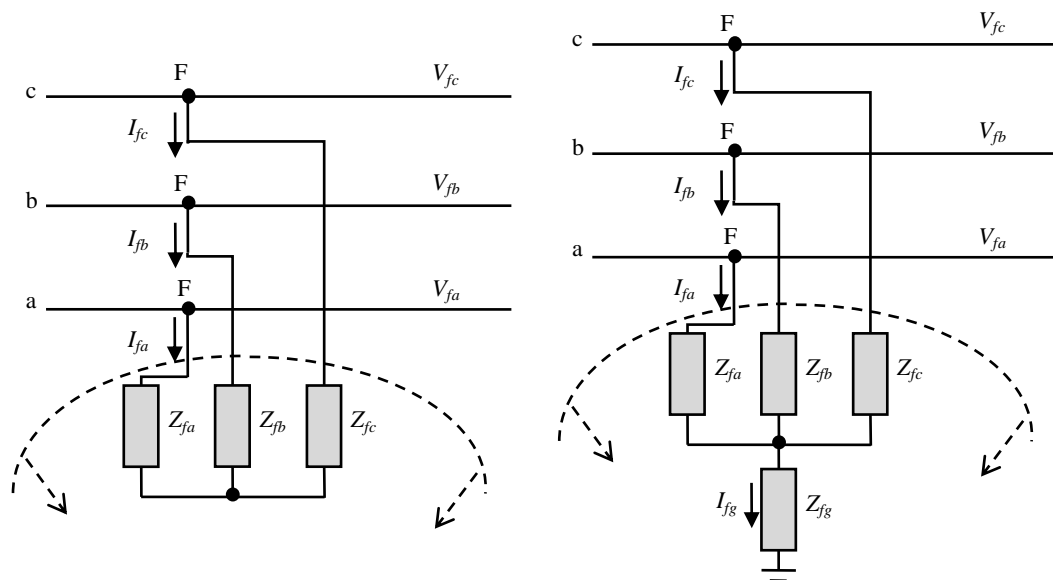 F
V_fc
c
I_fc
F
V_fb
b
I_fb
F
V_fa
a
I_fa
Z_fa
Z_fb
Z_fc
F
V_fc
c
I_fc
F
V_fb
b
I_fb
F
V_fa
a
I_fa
Z_fa
Z_fb
Z_fc
I_fg
Z_fg